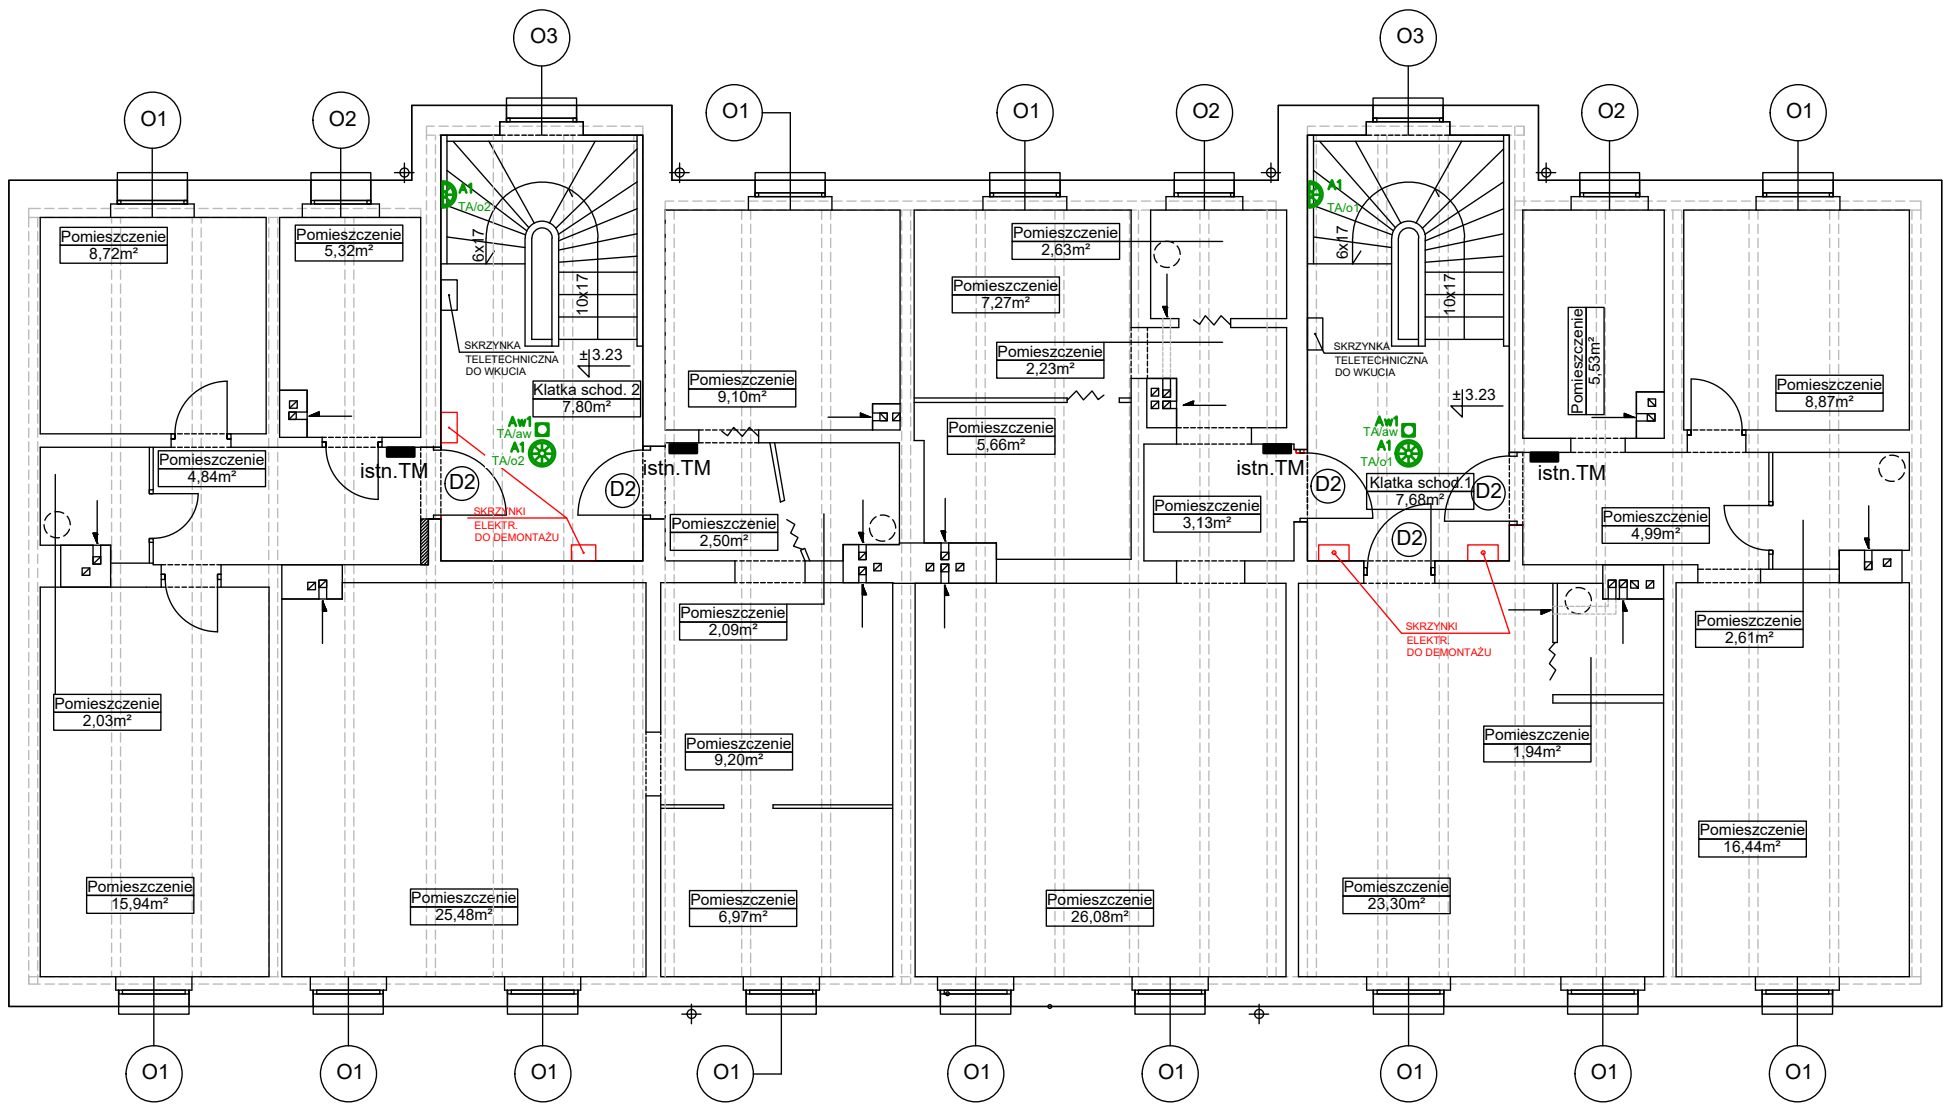 O3
O3
O1
O2
O1
O1
O2
O2
O1
A1
TA/o2
A1
TA/o1
Pomieszczenie
8,72m²
Pomieszczenie
5,32m²
6x17
10x17
Pomieszczenie
2,63m²
Pomieszczenie
7,27m²
6x17
10x17
SKRZYNKA
TELETECHNICZNA
DO WKUCIA
±3.23
Klatka schod. 2
7,80m²
Pomieszczenie
9,10m²
Pomieszczenie
2,23m²
SKRZYNKA
TELETECHNICZNA
DO WKUCIA
±3.23
Pomieszczenie
5,53m²
Pomieszczenie
8,87m²
Aw1
TA/aw
A1
TA/o2
Pomieszczenie
5,66m²
Aw1
TA/aw
A1
TA/o1
Pomieszczenie
4,84m²
istn.TM
D2
D2
istn.TM
istn.TM
D2
Klatka schod.1
7,68m²
D2
istn.TM
SKRZYNKI
ELEKTR.
DO DEMONTAŻU
Pomieszczenie
2,50m²
Pomieszczenie
3,13m²
D2
Pomieszczenie
4,99m²
Pomieszczenie
2,09m²
SKRZYNKI
ELEKTR.
DO DEMONTAŻU
Pomieszczenie
2,61m²
Pomieszczenie
2,03m²
Pomieszczenie
9,20m²
Pomieszczenie
1,94m²
Pomieszczenie
16,44m²
Pomieszczenie
15,94m²
Pomieszczenie
25,48m²
Pomieszczenie
6,97m²
Pomieszczenie
26,08m²
Pomieszczenie
23,30m²
O1
O1
O1
O1
O1
O1
O1
O1
O1